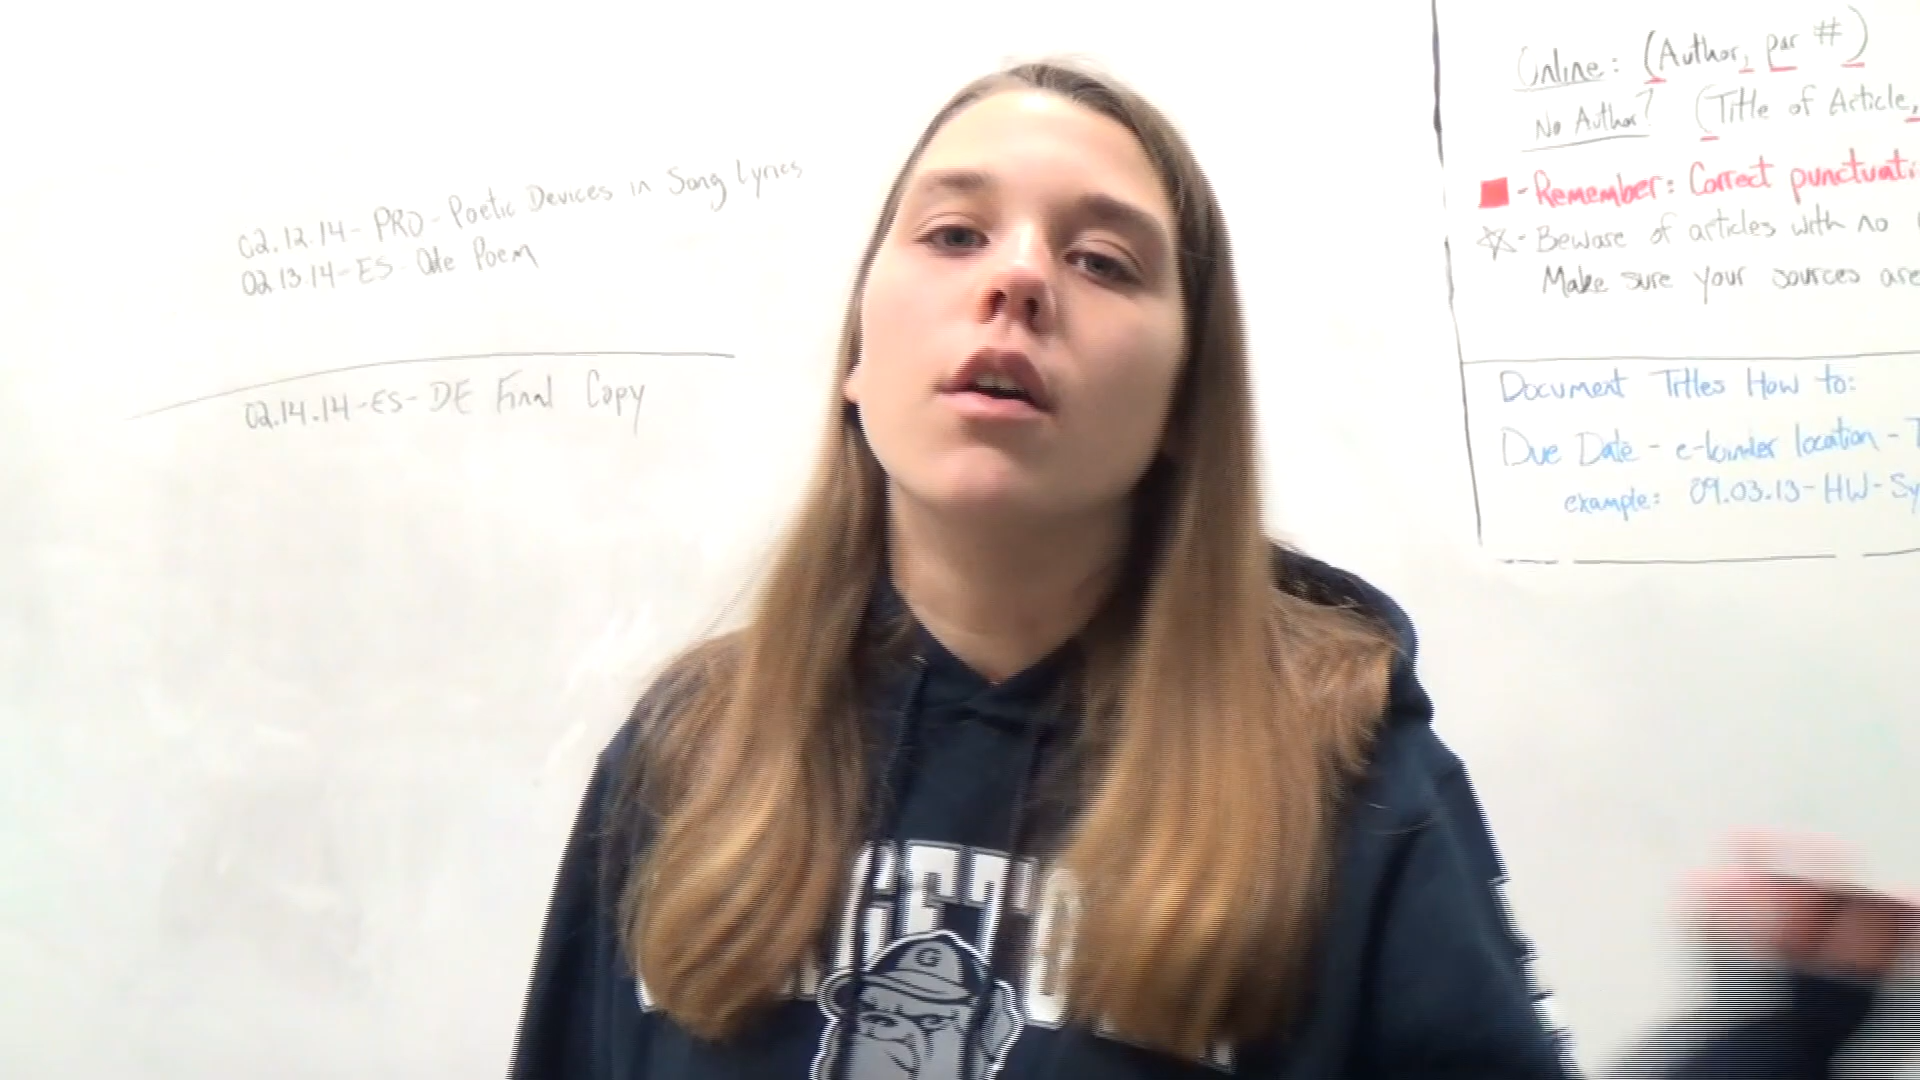 02.12.14 - PRO - Poetic Devices in Song Lyrics
02.13.14 - ES - Ode Poem
02.14.14 - ES - DE Final Copy
Online: (Author, par #)
No Author? (Title of Article,
- Remember: Correct punctuati
- Beware of articles with no
Make sure your sources are
Document Titles How to:
Due Date - e-binder location - T
example: 09.03.13 - HW - Sy
G